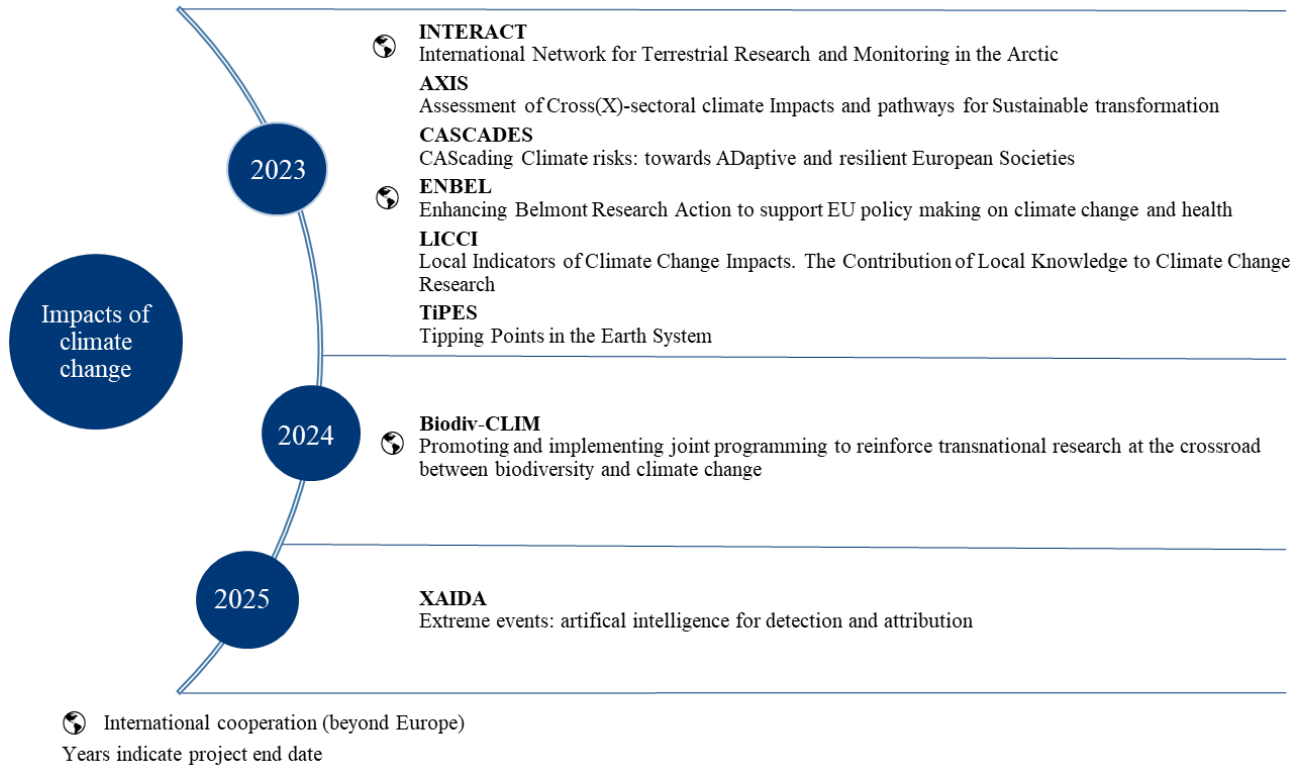 Impacts of
climate
change
2023
INTERACT
International Network for Terrestrial Research and Monitoring in the Arctic
AXIS
Assessment of Cross(X)-sectoral climate Impacts and pathways for Sustainable transformation
CASCADES
CAScading Climate risks: towards ADaptive and resilient European Societies
ENBEL
Enhancing Belmont Research Action to support EU policy making on climate change and health
LICCI
Local Indicators of Climate Change Impacts. The Contribution of Local Knowledge to Climate Change
Research
TiPES
Tipping Points in the Earth System
2024
Biodiv-CLIM
Promoting and implementing joint programming to reinforce transnational research at the crossroad
between biodiversity and climate change
2025
XAIDA
Extreme events: artifical intelligence for detection and attribution
International cooperation (beyond Europe)
Years indicate project end date